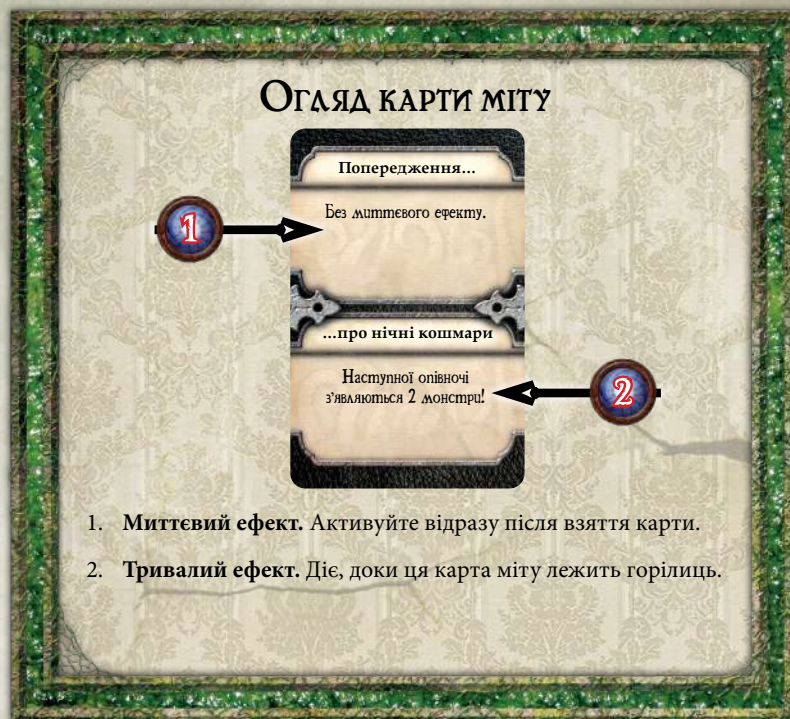 Огляд карти міту
Попередження...
1
Без миттєвого ефекту.
...про нічні кошмари
Наступної опівночі
з'являються 2 монстри!
2
1. Миттєвий ефект. Активуйте відразу після взяття карти.
2. Тривалий ефект. Діє, доки ця карта міту лежить горілиць.